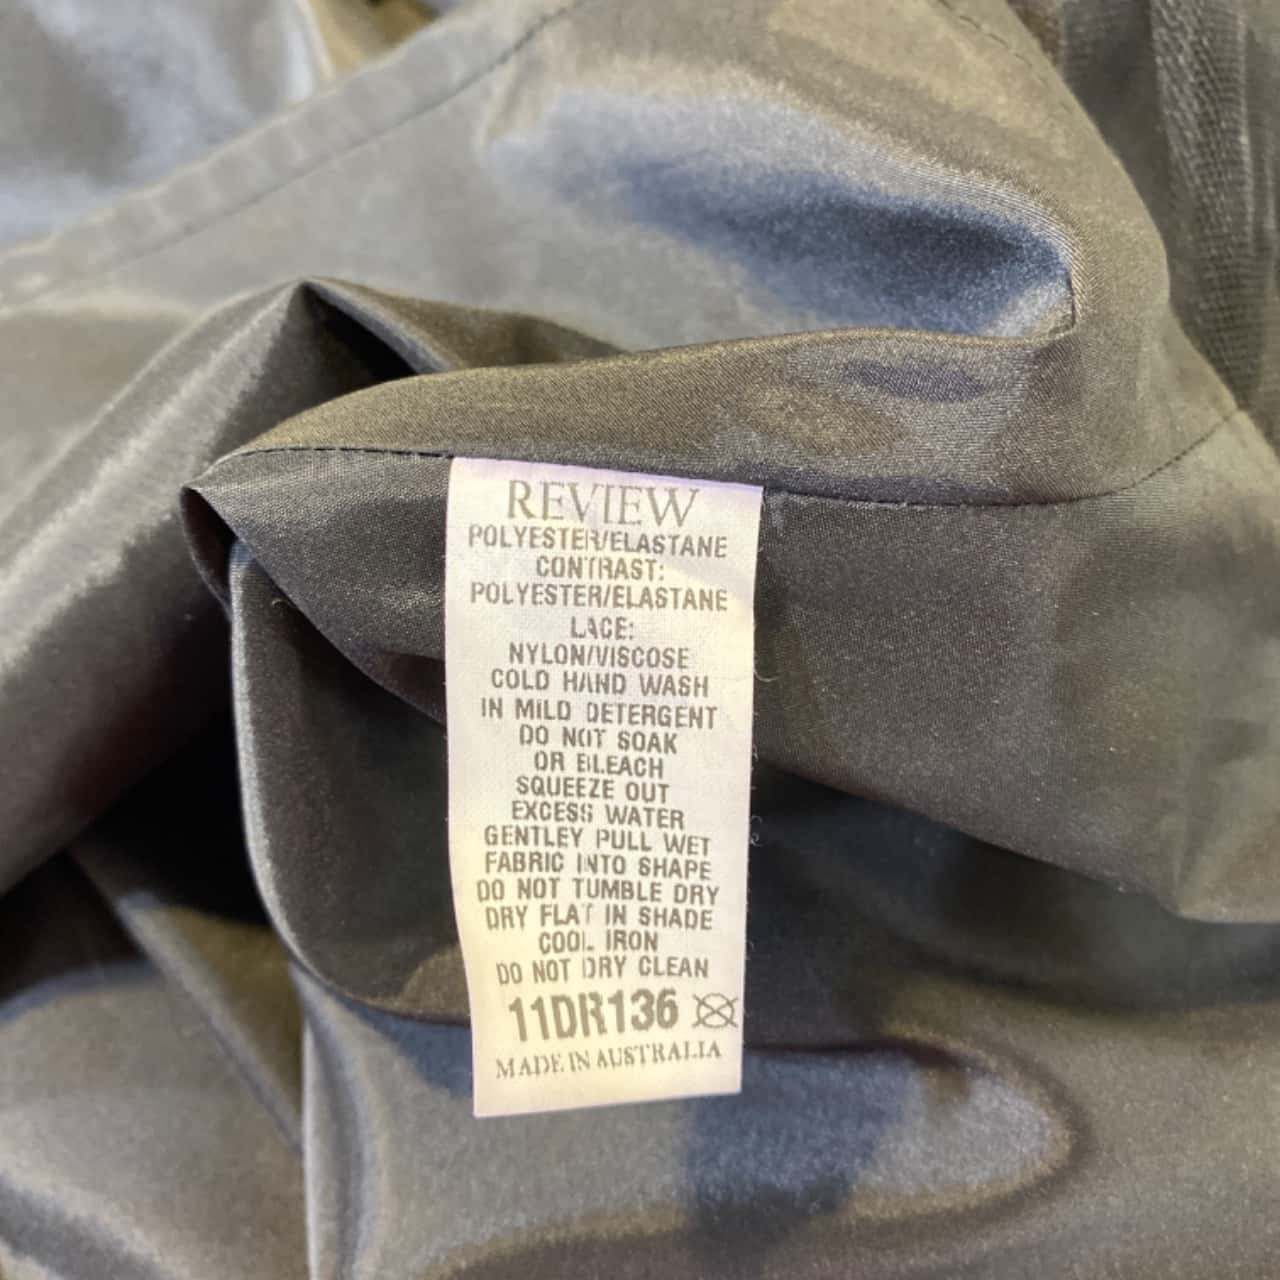 REVIEW
POLYESTER/ELASTANE
CONTRAST:
POLYESTER/ELASTANE
LACE:
NYLON/VISCOSE
COLD HAND WASH
IN MILD DETERGENT
DO NOT SOAK
OR BLEACH
SQUEEZE OUT
EXCESS WATER
GENTLEY PULL WET
FABRIC INTO SHAPE
DO NOT TUMBLE DRY
DRY FLAT IN SHADE
COOL IRON
DO NOT DRY CLEAN
11DR136
MADE IN AUSTRALIA